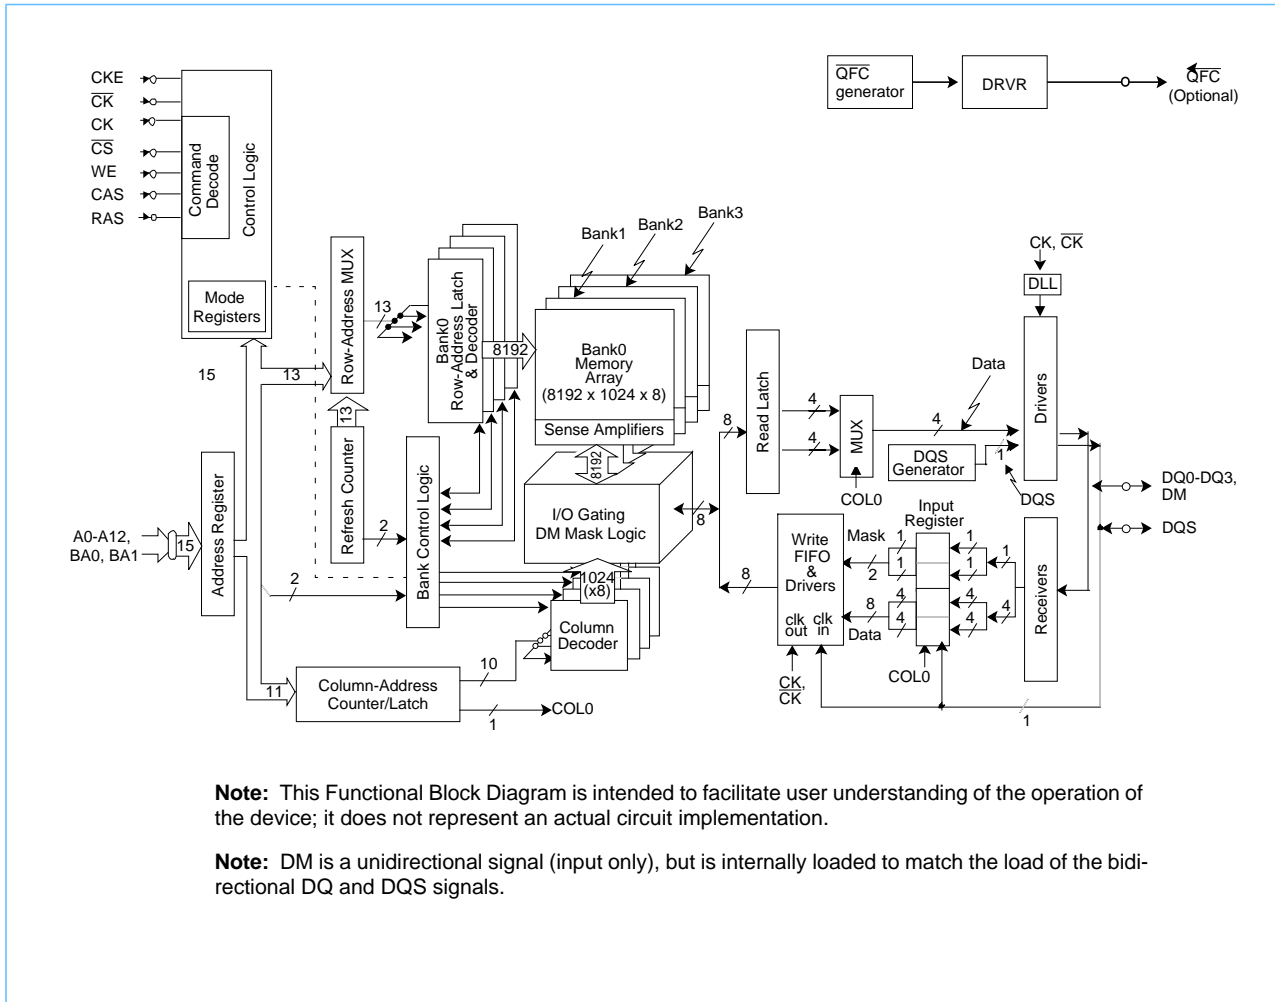 CKE
CK
CK
CS
WE
CAS
RAS
Command Decode
Control Logic
Mode
Registers
QFC
generator
DRVR
QFC
(Optional)
Bank3
Bank2
Bank1
CK, CK
DLL
Row-Address MUX
13
Bank0
Row-Address Latch
& Decoder
8192
Bank0
Memory
Array
(8192 x 1024 x 8)
Sense Amplifiers
15
13
13
Refresh Counter
8192
I/O Gating
DM Mask Logic
8
8
Read Latch
4
4
MUX
COL0
4
Data
DQS
Generator
1
DQS
Drivers
DQ0-DQ3,
DM
DQS
A0-A12,
BA0, BA1
15
Address Register
2
2
Bank Control Logic
1024
(x8)
Column
Decoder
8
Write
FIFO
&
Drivers
clk
out
clk
in
Mask
2
8
Data
Input
Register
1
1
4
4
1
1
4
4
1
4
Receivers
COL0
CK,
CK
1
11
Column-Address
Counter/Latch
10
1
COL0
Note: This Functional Block Diagram is intended to facilitate user understanding of the operation of
the device; it does not represent an actual circuit implementation.
Note: DM is a unidirectional signal (input only), but is internally loaded to match the load of the bidi-
rectional DQ and DQS signals.